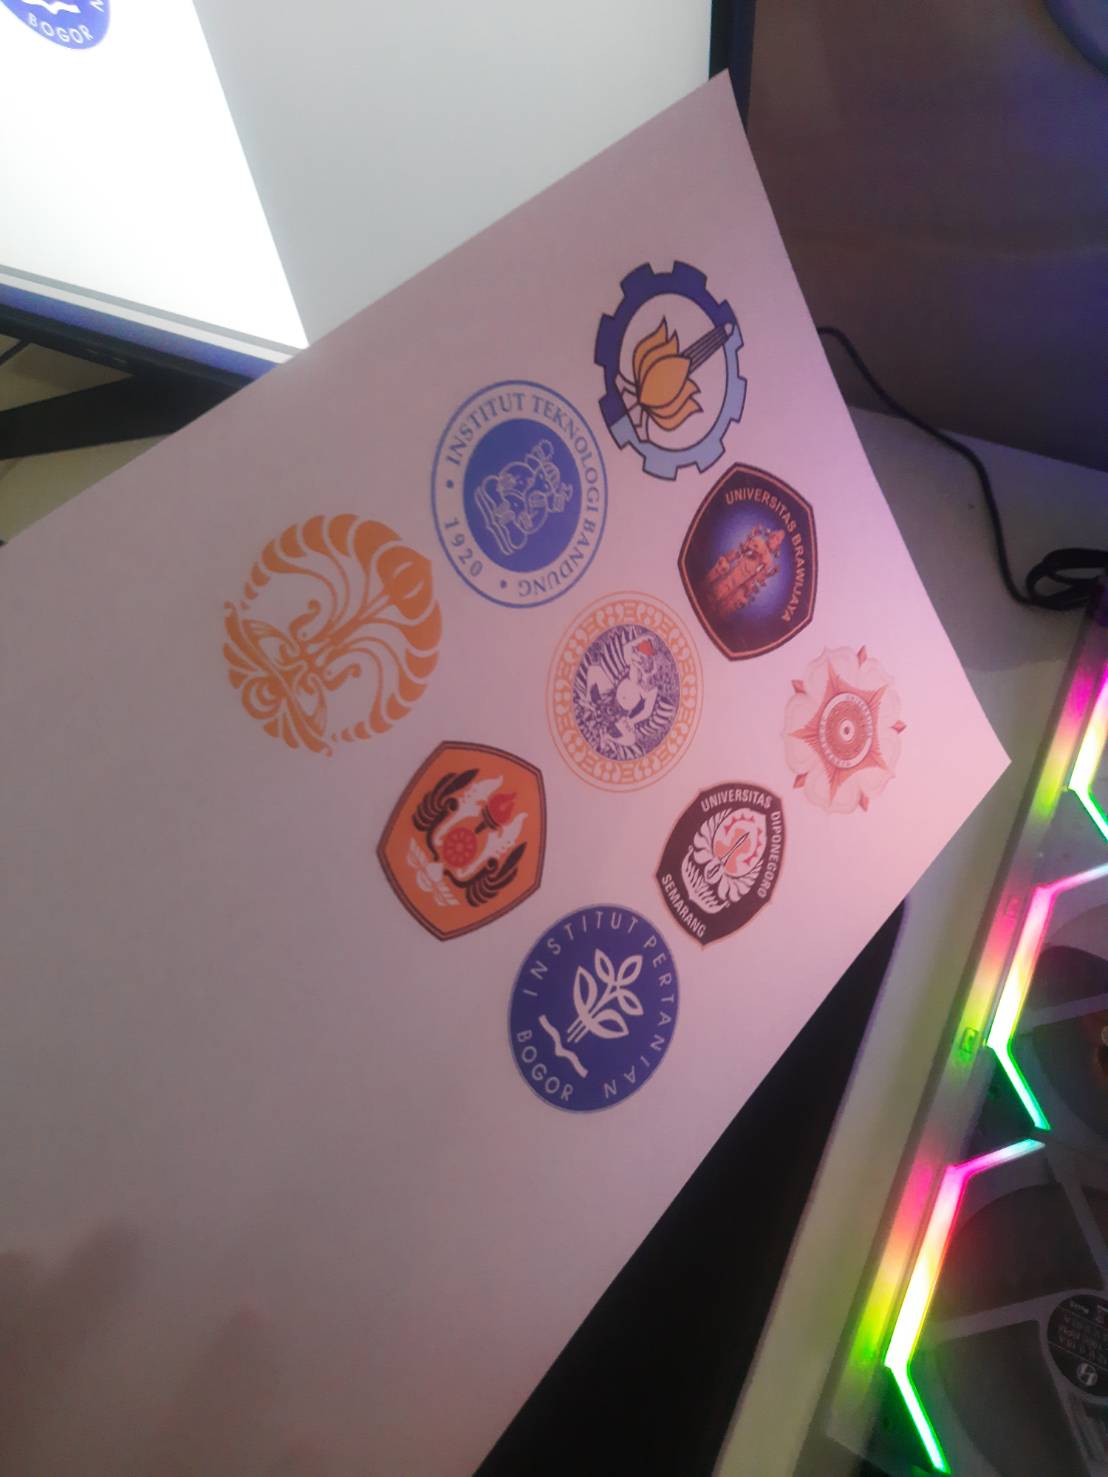 BOGOR
INSTITUT TEKNOLOGI BANDUNG
1920
UNIVERSITAS BRAWIJAYA
UNIVERSITAS DIPONEGORO
SEMARANG
INSTITUT PERTANIAN
BOGOR